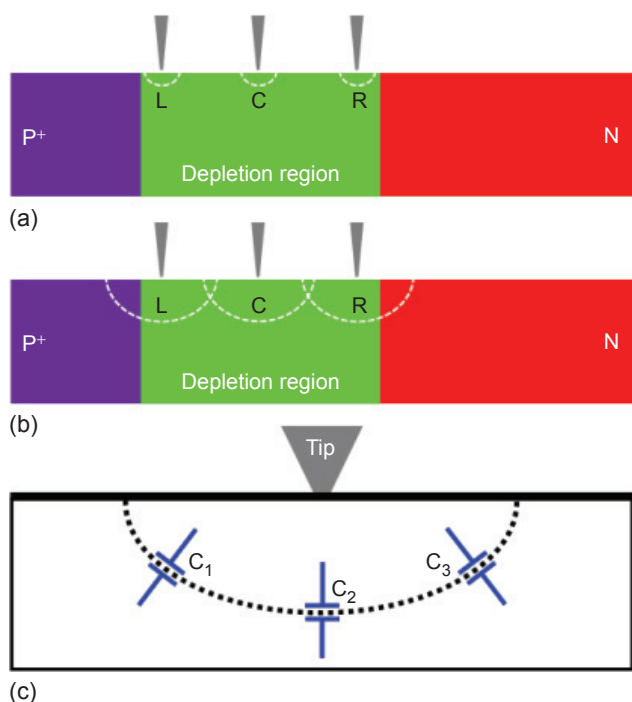 L C R
P+ N
Depletion region
(a)
L C R
P+ N
Depletion region
(b)
Tip
C1 C3
C2
(c)